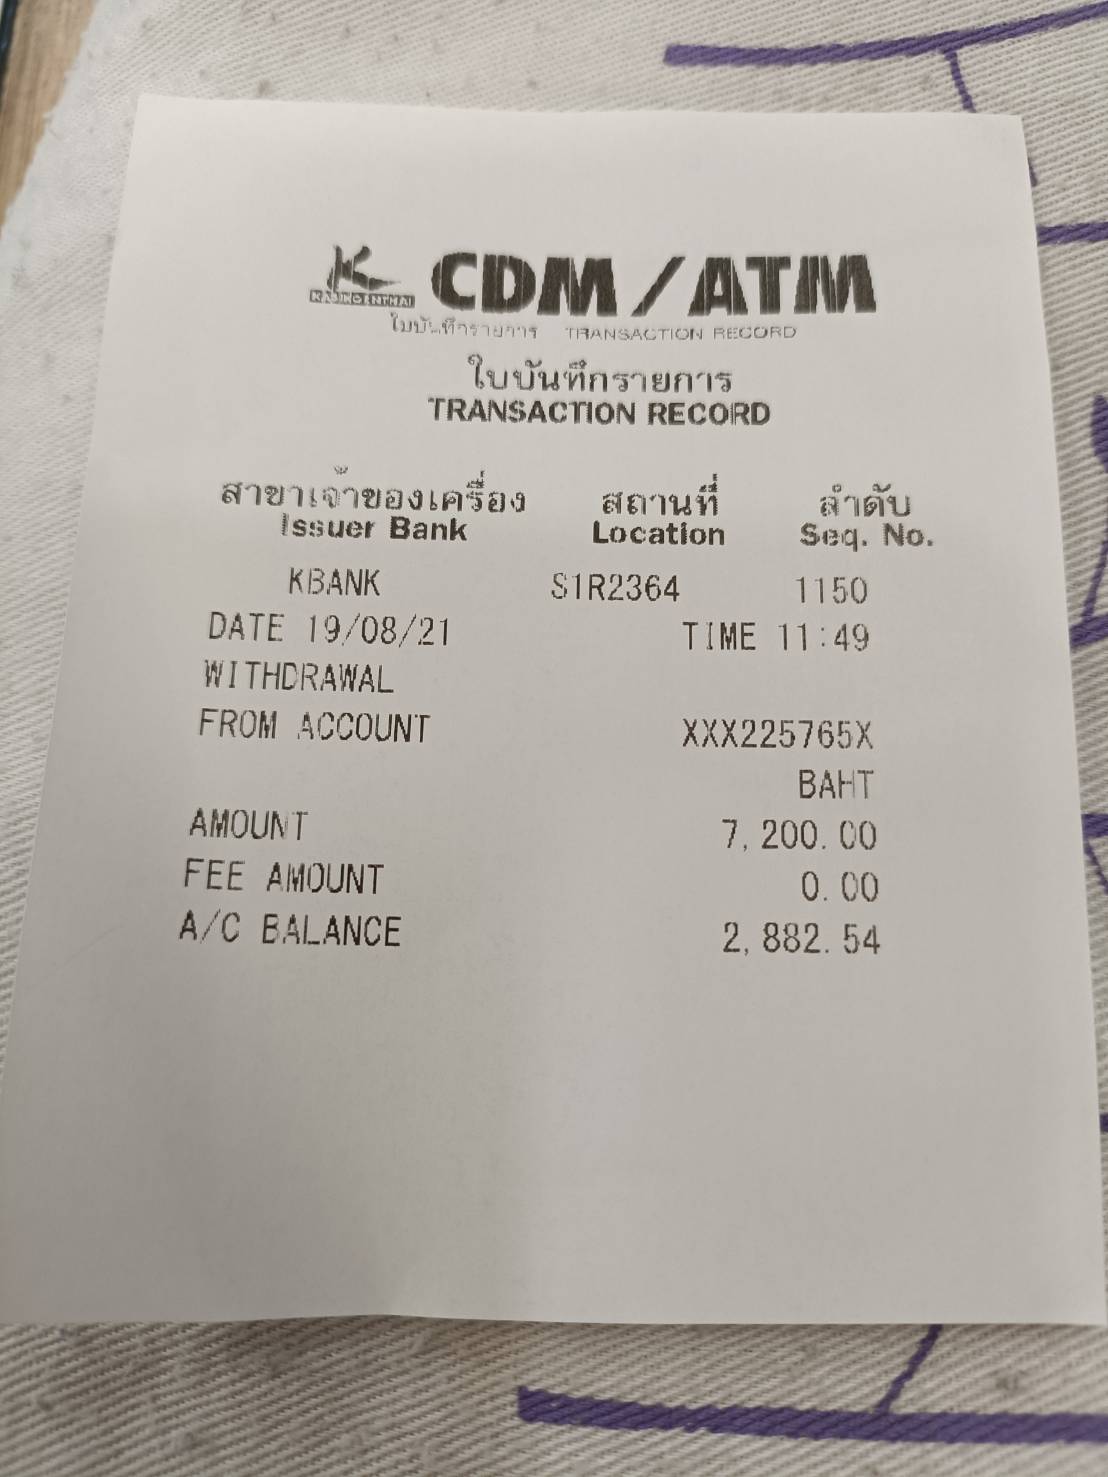 KASIKORNTHAI CDM/ATM
ใบบันทึกรายการ TRANSACTION RECORD
ใบบันทึกรายการ
TRANSACTION RECORD
สาขาเจ้าของเครื่อง สถานที่ ลำดับ
Issuer Bank Location Seq. No.
KBANK S1R2364 1150
DATE 19/08/21 TIME 11:49
WITHDRAWAL
FROM ACCOUNT XXX225765X
BAHT
AMOUNT 7,200.00
FEE AMOUNT 0.00
A/C BALANCE 2,882.54